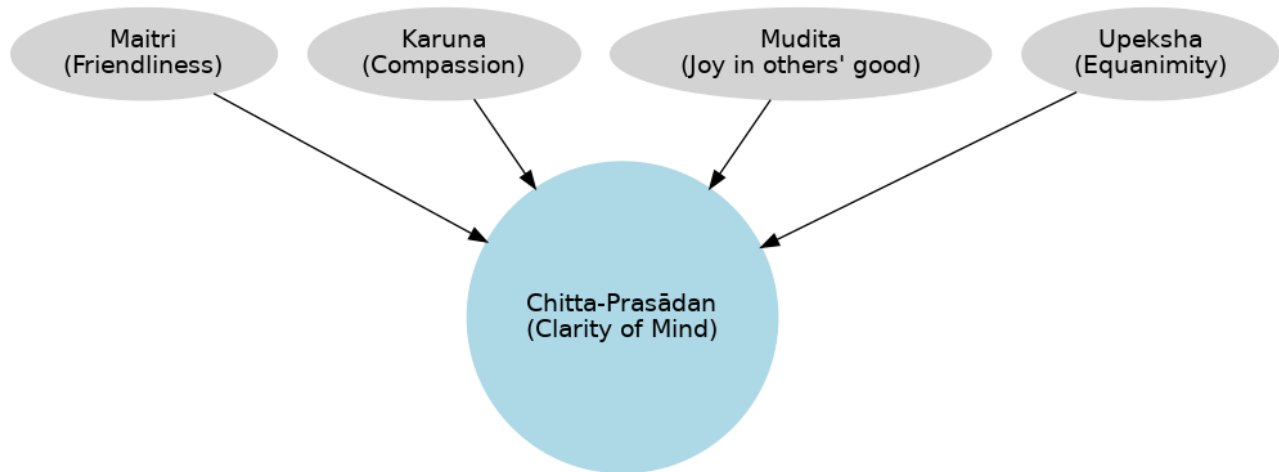 Maitri
(Friendliness)
Karuna
(Compassion)
Mudita
(Joy in others' good)
Upeksha
(Equanimity)
Chitta-Prasādan
(Clarity of Mind)